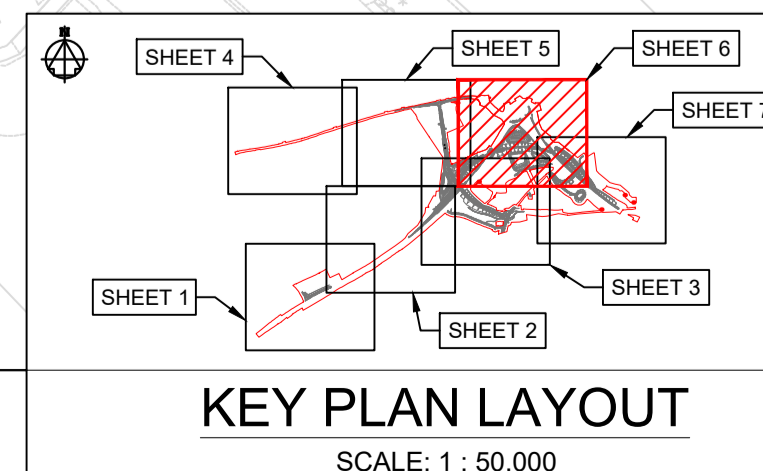 N
SHEET 4
SHEET 5
SHEET 6
SHEET 7
SHEET 1
SHEET 2
SHEET 3
KEY PLAN LAYOUT
SCALE: 1 : 50,000